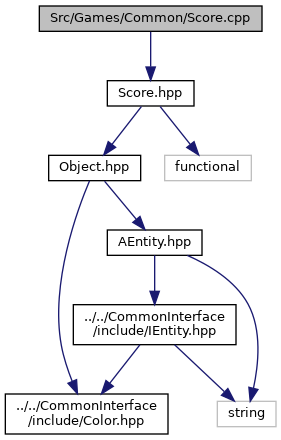 Src/Games/Common/Score.cpp
Score.hpp
Object.hpp
functional
AEntity.hpp
../../CommonInterface
/include/IEntity.hpp
../../CommonInterface
/include/Color.hpp
string